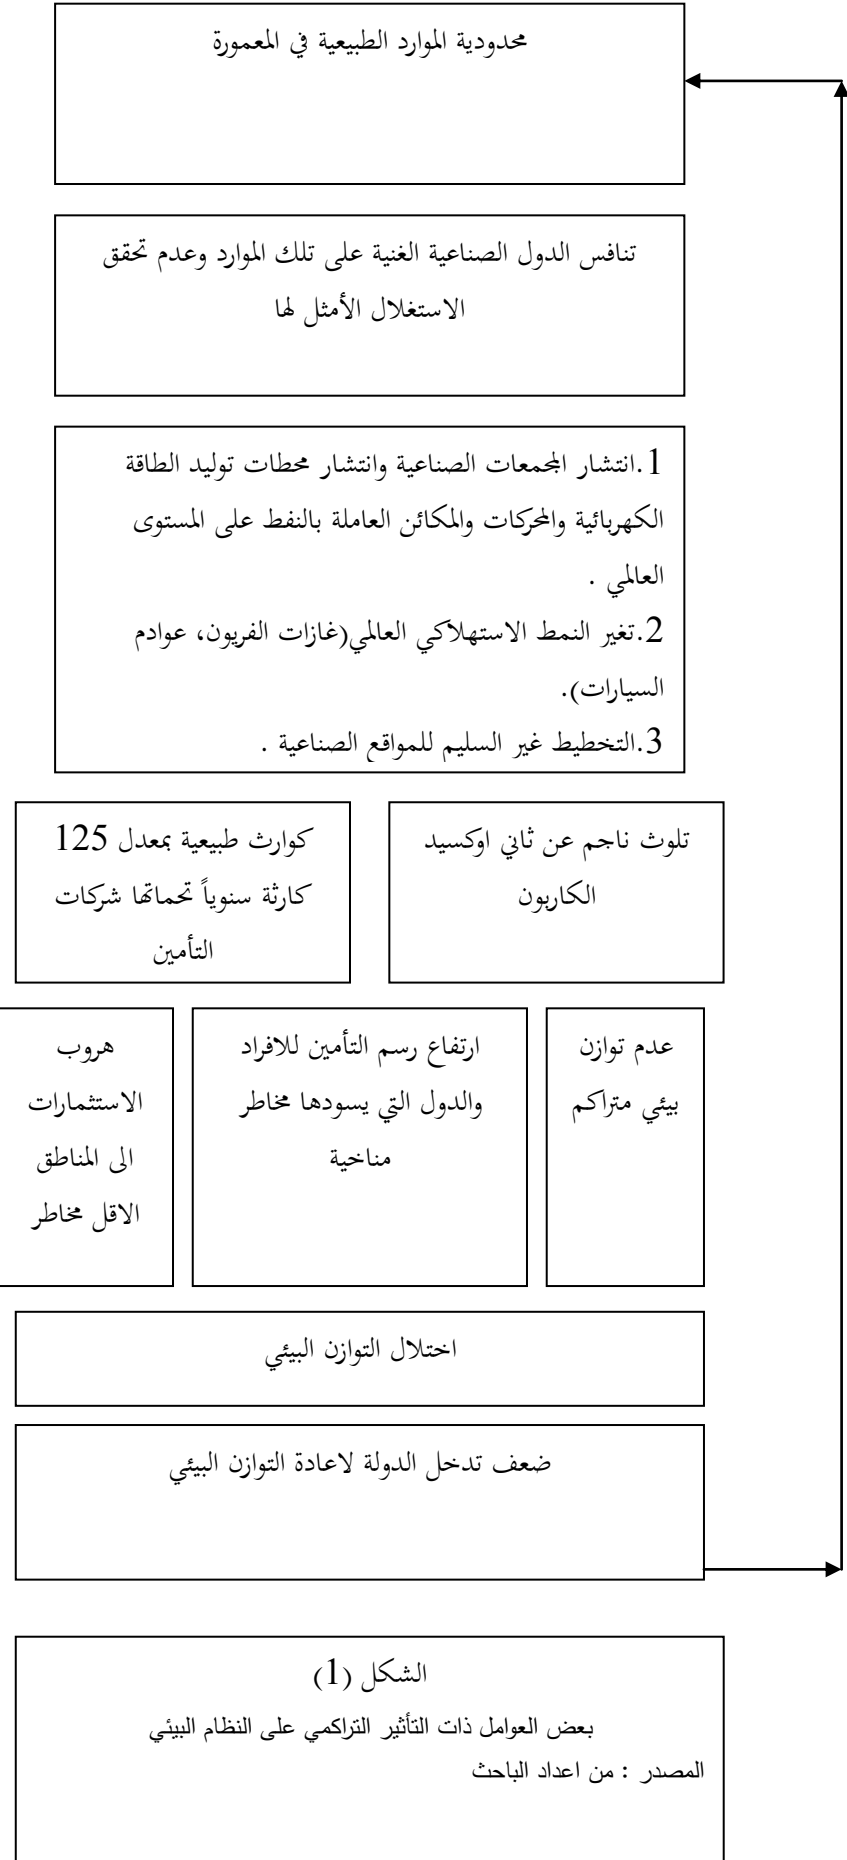 محدودية الموارد الطبيعية في المعمورة
تنافس الدول الصناعية الغنية على تلك الموارد وعدم تحقق
الاستغلال الأمثل لها
1.انتشار المجمعات الصناعية وانتشار محطات توليد الطاقة
الكهربائية والمحركات والمكائن العاملة بالنفط على المستوى
العالمي .
2.تغير النمط الاستهلاكي العالمي(غازات الفريون، عوادم
السيارات).
3.التخطيط غير السليم للمواقع الصناعية .
تلوث ناجم عن ثاني اوكسيد
الكاربون
كوارث طبيعية بمعدل 125
كارثة سنوياً تحماتها شركات
التأمين
عدم توازن
بيئي متراكم
ارتفاع رسم التأمين للافراد
والدول التي يسودها مخاطر
مناخية
هروب
الاستثمارات
الى المناطق
الاقل مخاطر
اختلال التوازن البيئي
ضعف تدخل الدولة لاعادة التوازن البيئي
الشكل (1)
بعض العوامل ذات التأثير التراكمي على النظام البيئي
المصدر : من اعداد الباحث